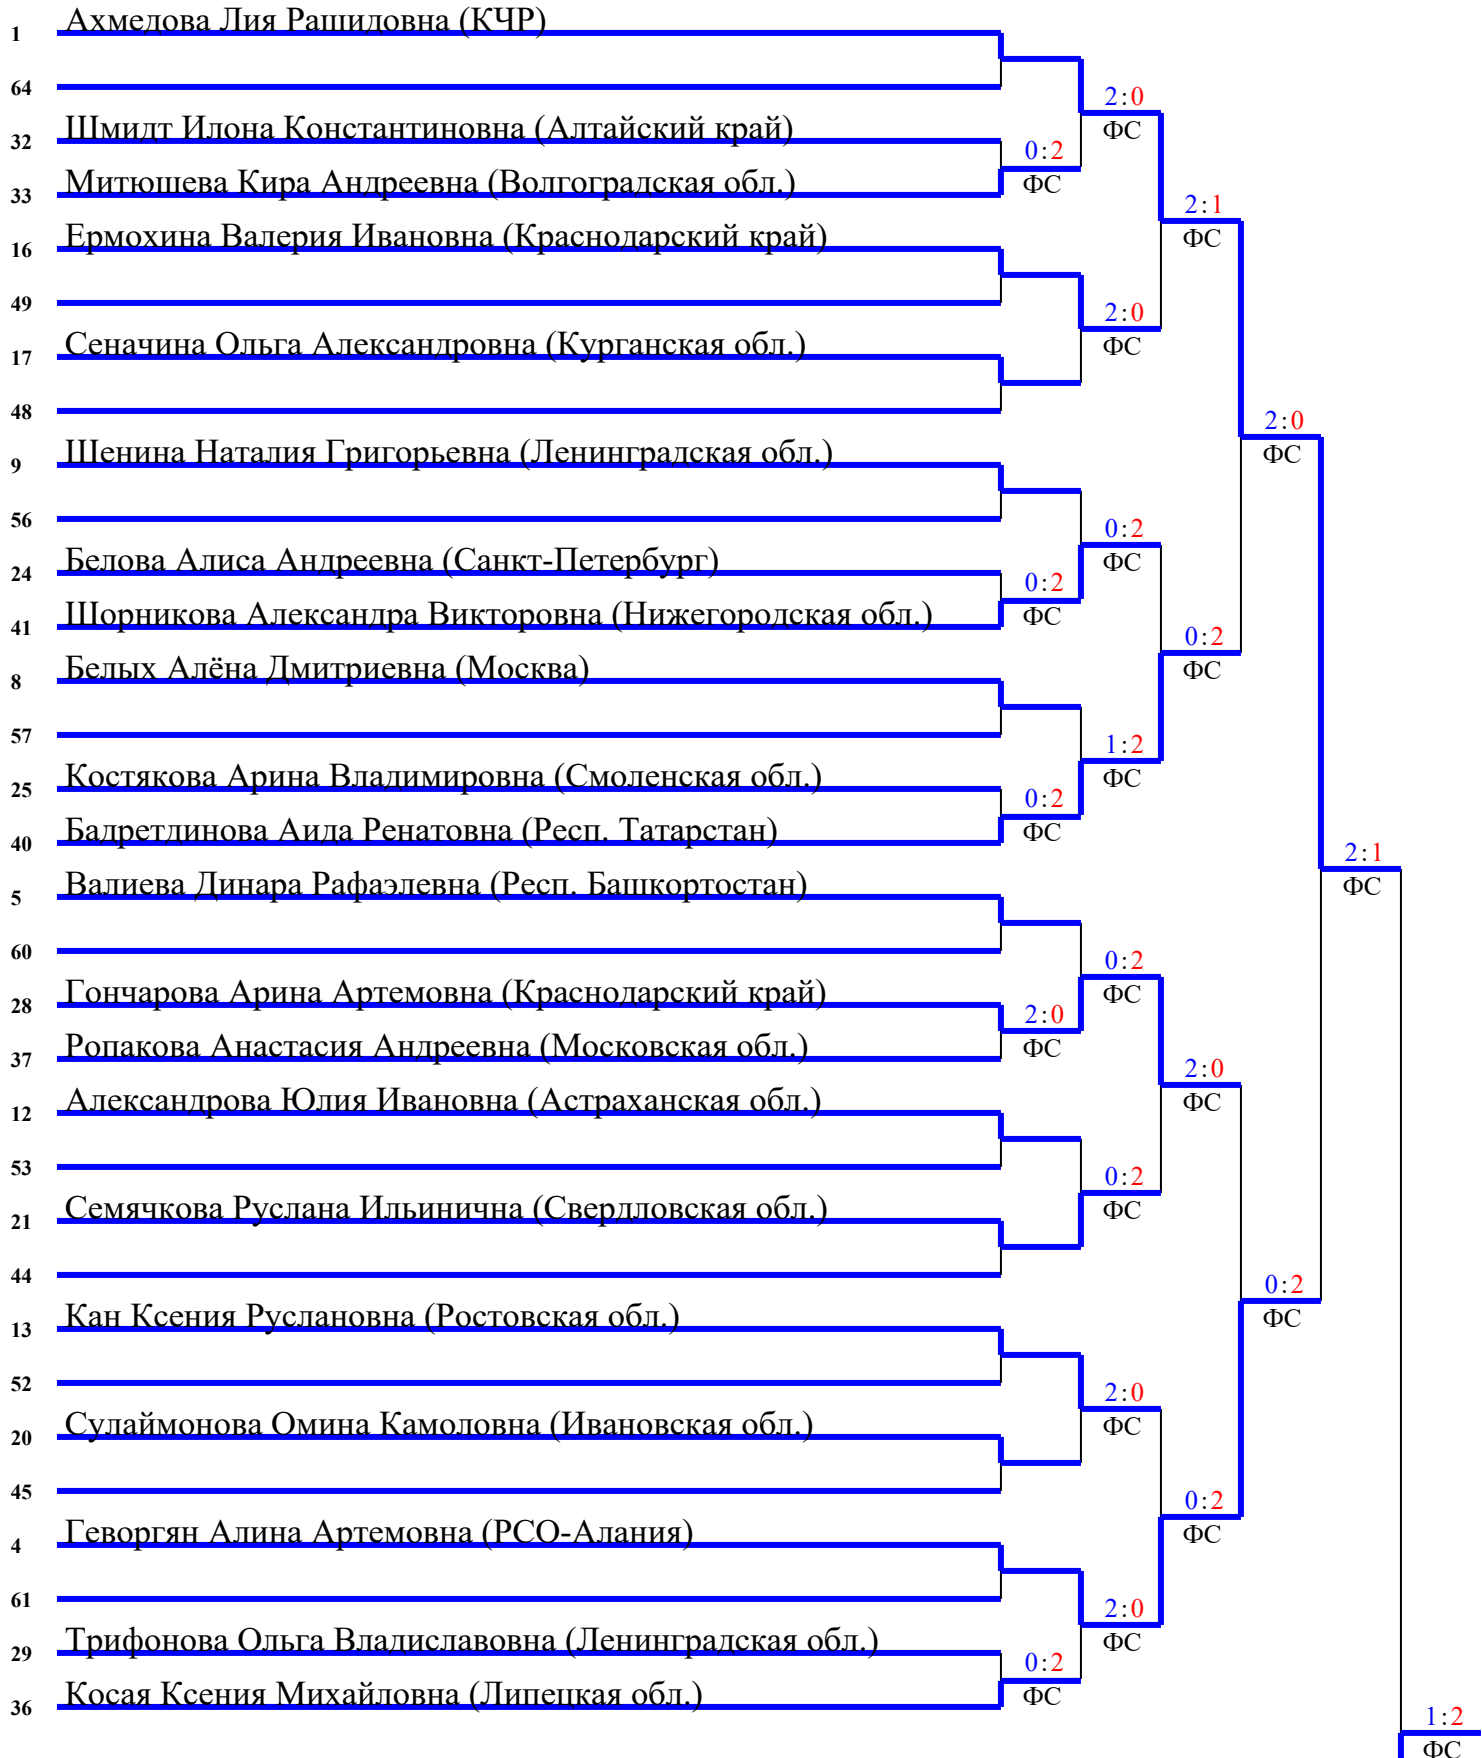 1 Ахмедова Лия Рашидовна (КЧР)
64
2:0
ФС
32 Шмидт Илона Константиновна (Алтайский край)
0:2
ФС
33 Митюшева Кира Андреевна (Волгоградская обл.)
2:1
ФС
16 Ермохина Валерия Ивановна (Краснодарский край)
49
2:0
ФС
17 Сеначина Ольга Александровна (Курганская обл.)
48
2:0
ФС
9 Шенина Наталия Григорьевна (Ленинградская обл.)
56
0:2
ФС
24 Белова Алиса Андреевна (Санкт-Петербург)
0:2
ФС
41 Шорникова Александра Викторовна (Нижегородская обл.)
0:2
ФС
8 Белых Алёна Дмитриевна (Москва)
57
1:2
ФС
25 Костякова Арина Владимировна (Смоленская обл.)
0:2
ФС
40 Бадретдинова Аида Ренатовна (Респ. Татарстан)
2:1
ФС
5 Валиева Динара Рафаэлевна (Респ. Башкортостан)
60
0:2
ФС
28 Гончарова Арина Артемовна (Краснодарский край)
2:0
ФС
37 Ропакова Анастасия Андреевна (Московская обл.)
2:0
ФС
12 Александрова Юлия Ивановна (Астраханская обл.)
53
0:2
ФС
21 Семячкова Руслана Ильинична (Свердловская обл.)
44
0:2
ФС
13 Кан Ксения Руслановна (Ростовская обл.)
52
2:0
ФС
20 Сулаймонова Омина Камоловна (Ивановская обл.)
45
0:2
ФС
4 Геворгян Алина Артемовна (РСО-Алания)
61
2:0
ФС
29 Трифонова Ольга Владиславовна (Ленинградская обл.)
0:2
ФС
36 Косая Ксения Михайловна (Липецкая обл.)
1:2
ФС